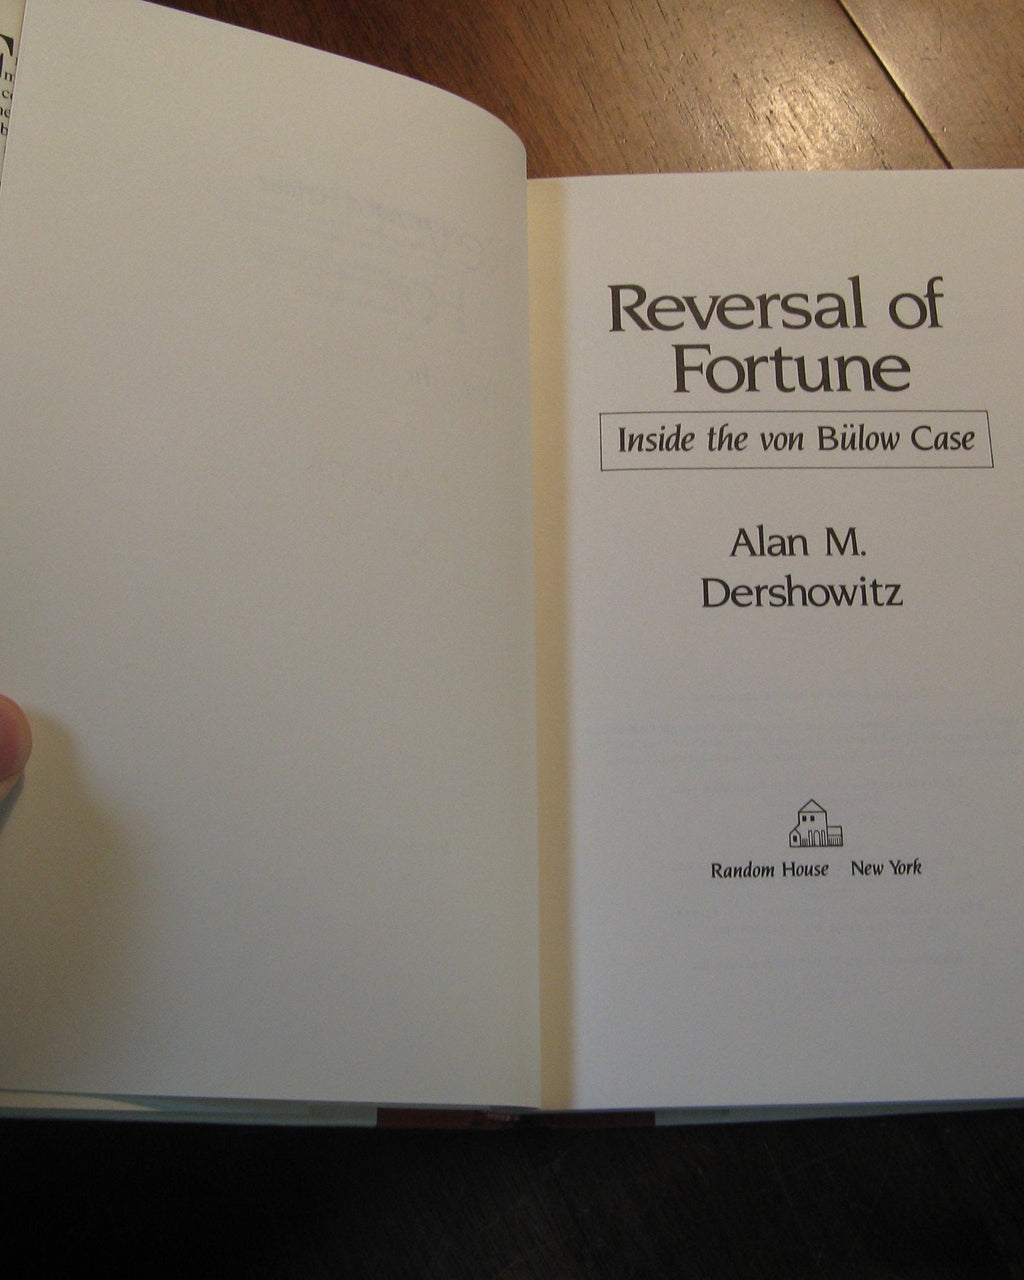 Reversal of
Fortune
Inside the von Bülow Case
Alan M.
Dershowitz
Random House New York